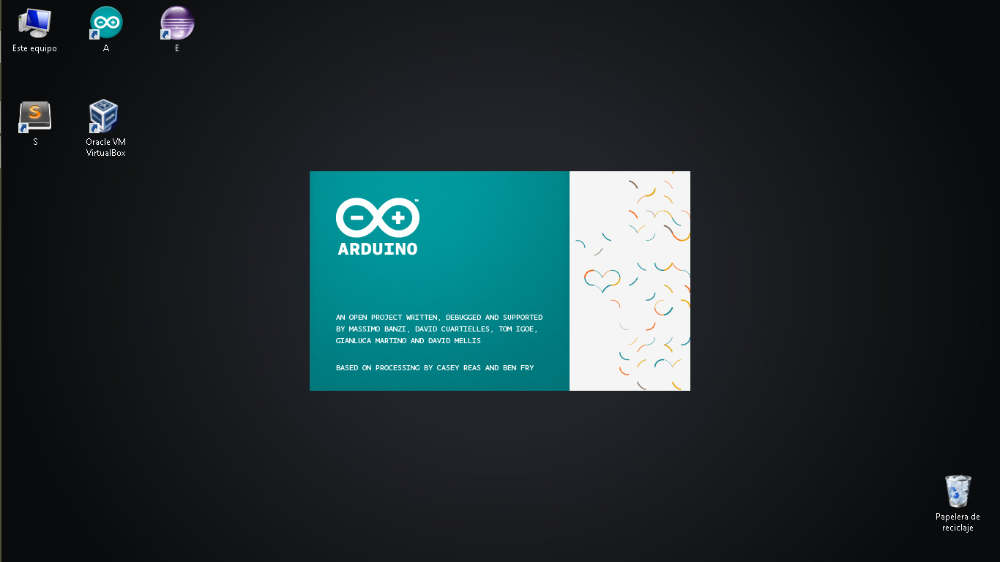 Este equipo
A
E
S
S
Oracle VM
VirtualBox
™
ARDUINO
AN OPEN PROJECT WRITTEN, DEBUGGED AND SUPPORTED
BY MASSIMO BANZI, DAVID CUARTIELLES, TOM IGOE,
GIANLUCA MARTINO AND DAVID MELLIS
BASED ON PROCESSING BY CASEY REAS AND BEN FRY
Papelera de
reciclaje